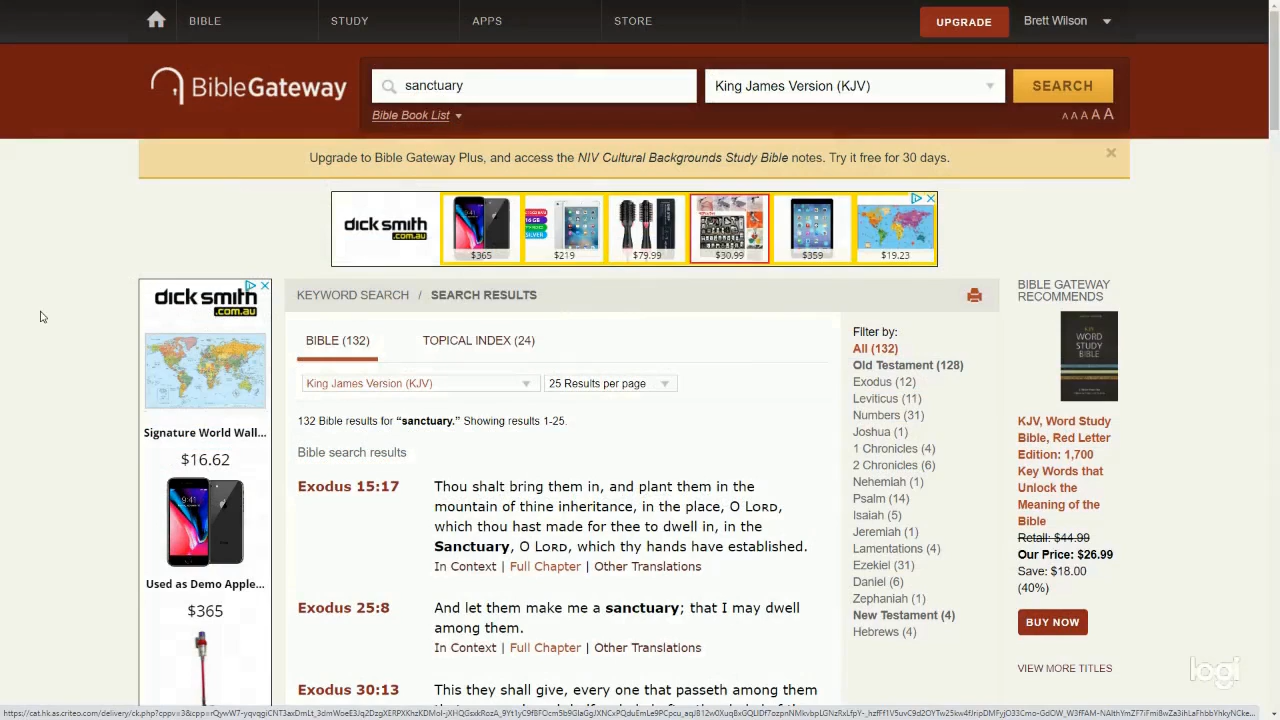 BIBLE STUDY APPS STORE UPGRADE Brett Wilson
BibleGateway sanctuary King James Version (KJV) SEARCH
Bible Book List A A A A A
Upgrade to Bible Gateway Plus, and access the NIV Cultural Backgrounds Study Bible notes. Try it free for 30 days.
dick smith
.com.au
$365 $219 $79.99 $30.99 $359 $19.23
dick smith
.com.au
Signature World Wall...
$16.62
Used as Demo Apple...
$365
KEYWORD SEARCH / SEARCH RESULTS
BIBLE (132) TOPICAL INDEX (24)
King James Version (KJV) 25 Results per page
132 Bible results for “sanctuary.” Showing results 1-25.
Bible search results
Exodus 15:17 Thou shalt bring them in, and plant them in the
mountain of thine inheritance, in the place, O LORD,
which thou hast made for thee to dwell in, in the
Sanctuary, O LORD, which thy hands have established.
In Context | Full Chapter | Other Translations
Exodus 25:8 And let them make me a sanctuary; that I may dwell
among them.
In Context | Full Chapter | Other Translations
Exodus 30:13 This they shall give, every one that passeth among them
Filter by:
All (132)
Old Testament (128)
Exodus (12)
Leviticus (11)
Numbers (31)
Joshua (1)
1 Chronicles (4)
2 Chronicles (6)
Nehemiah (1)
Psalm (14)
Isaiah (5)
Jeremiah (1)
Lamentations (4)
Ezekiel (31)
Daniel (6)
Zephaniah (1)
New Testament (4)
Hebrews (4)
BIBLE GATEWAY
RECOMMENDS
KJV
WORD
STUDY
BIBLE
KJV, Word Study
Bible, Red Letter
Edition: 1,700
Key Words that
Unlock the
Meaning of the
Bible
Retail: $44.99
Our Price: $26.99
Save: $18.00
(40%)
BUY NOW
VIEW MORE TITLES
logi